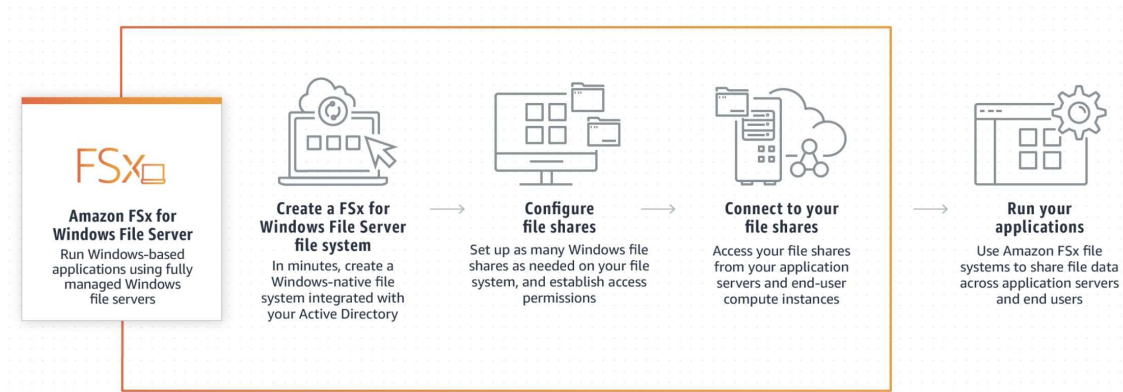 FSx
Amazon FSx for
Windows File Server
Run Windows-based
applications using fully
managed Windows
file servers
Create a FSx for
Windows File Server
file system
In minutes, create a
Windows-native file
system integrated with
your Active Directory
Configure
file shares
Set up as many Windows file
shares as needed on your file
system, and establish access
permissions
Connect to your
file shares
Access your file shares
from your application
servers and end-user
compute instances
Run your
applications
Use Amazon FSx file
systems to share file data
across application servers
and end users